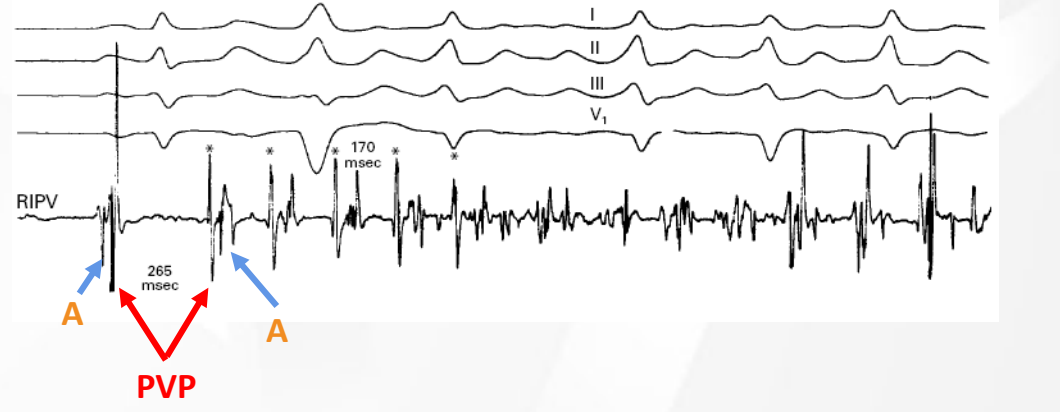 I
II
III
V1
* * * 170 * *
msec
RIPV
265
msec
A
A
PVP